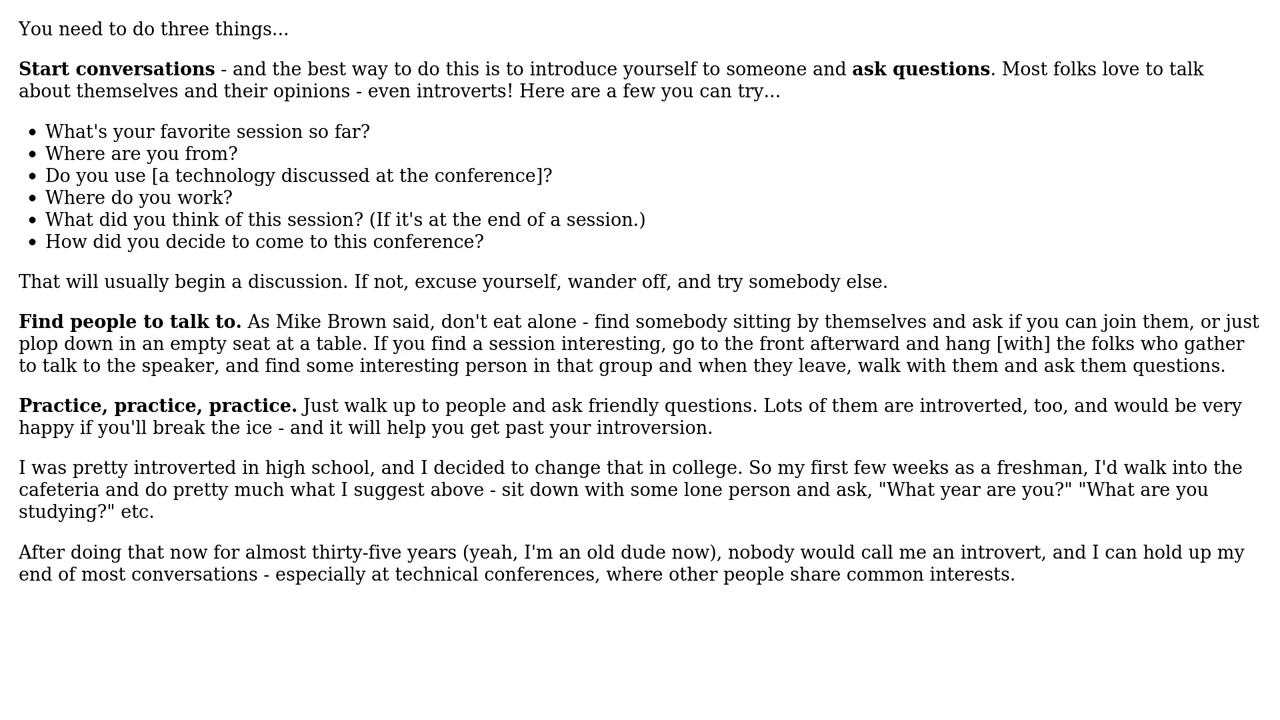 You need to do three things...
Start conversations - and the best way to do this is to introduce yourself to someone and ask questions. Most folks love to talk
about themselves and their opinions - even introverts! Here are a few you can try...
• What's your favorite session so far?
• Where are you from?
• Do you use [a technology discussed at the conference]?
• Where do you work?
• What did you think of this session? (If it's at the end of a session.)
• How did you decide to come to this conference?
That will usually begin a discussion. If not, excuse yourself, wander off, and try somebody else.
Find people to talk to. As Mike Brown said, don't eat alone - find somebody sitting by themselves and ask if you can join them, or just
plop down in an empty seat at a table. If you find a session interesting, go to the front afterward and hang [with] the folks who gather
to talk to the speaker, and find some interesting person in that group and when they leave, walk with them and ask them questions.
Practice, practice, practice. Just walk up to people and ask friendly questions. Lots of them are introverted, too, and would be very
happy if you'll break the ice - and it will help you get past your introversion.
I was pretty introverted in high school, and I decided to change that in college. So my first few weeks as a freshman, I'd walk into the
cafeteria and do pretty much what I suggest above - sit down with some lone person and ask, "What year are you?" "What are you
studying?" etc.
After doing that now for almost thirty-five years (yeah, I'm an old dude now), nobody would call me an introvert, and I can hold up my
end of most conversations - especially at technical conferences, where other people share common interests.